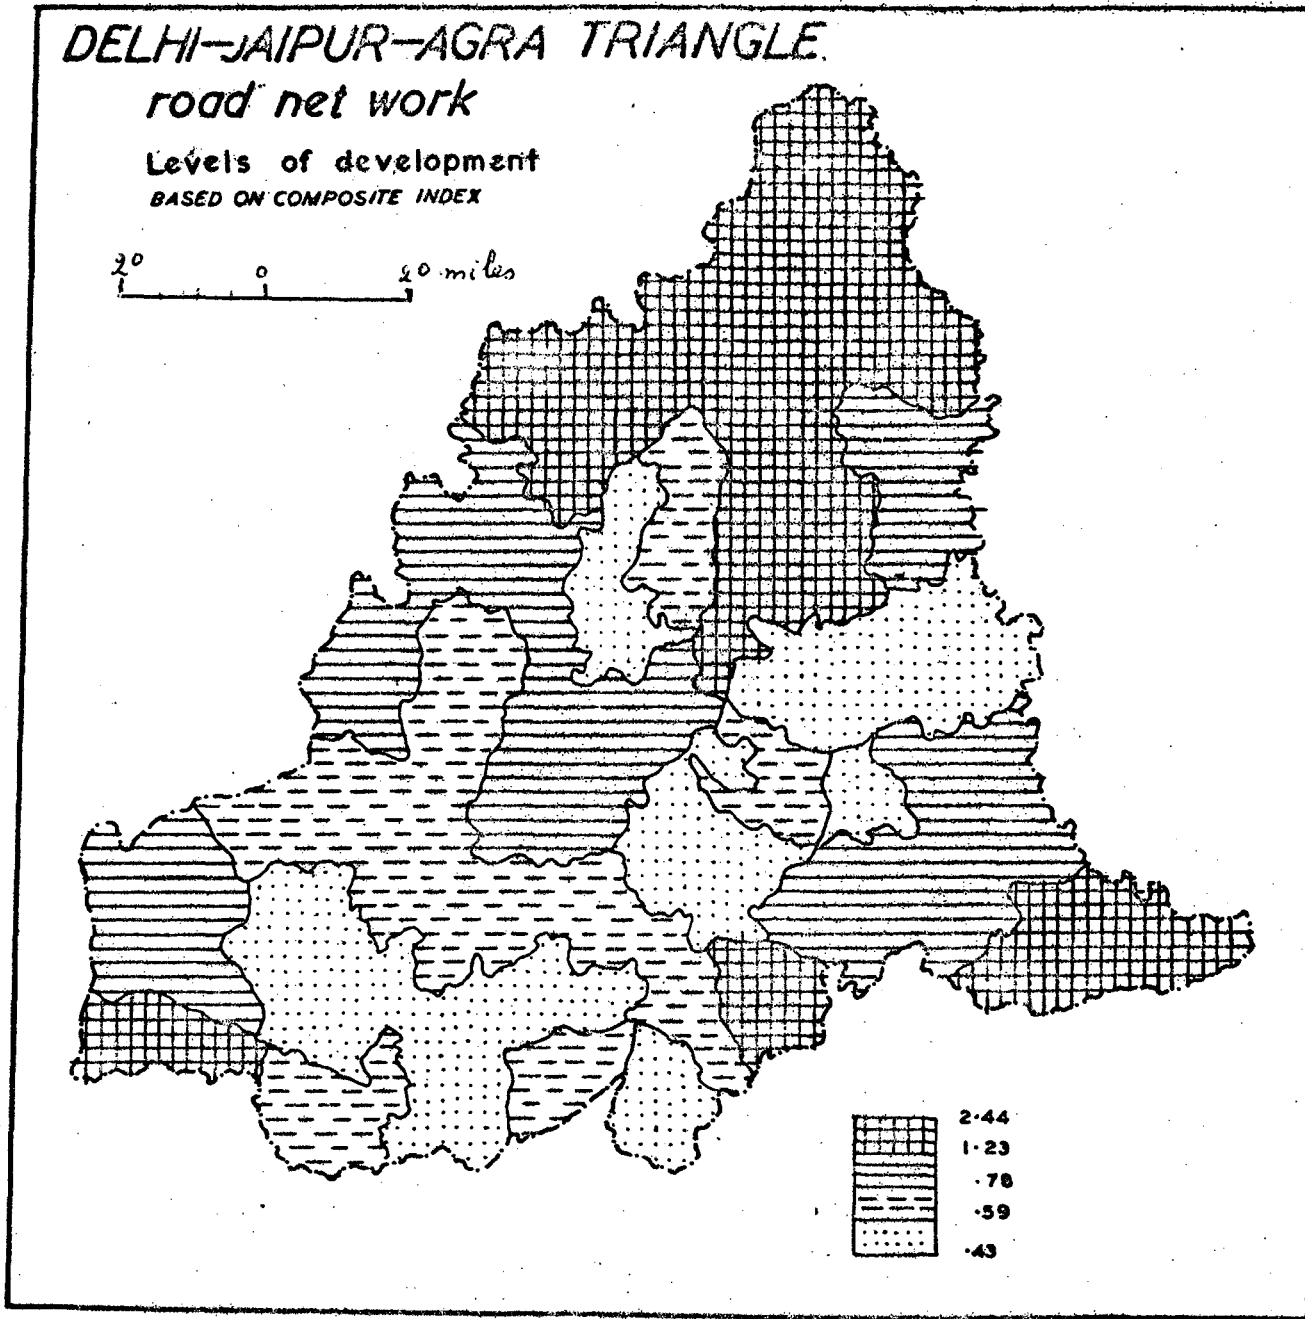 DELHI-JAIPUR-AGRA TRIANGLE.
road net work
Levels of development
BASED ON COMPOSITE INDEX
20 0 20 miles
2·44
1·23
·78
·59
·43